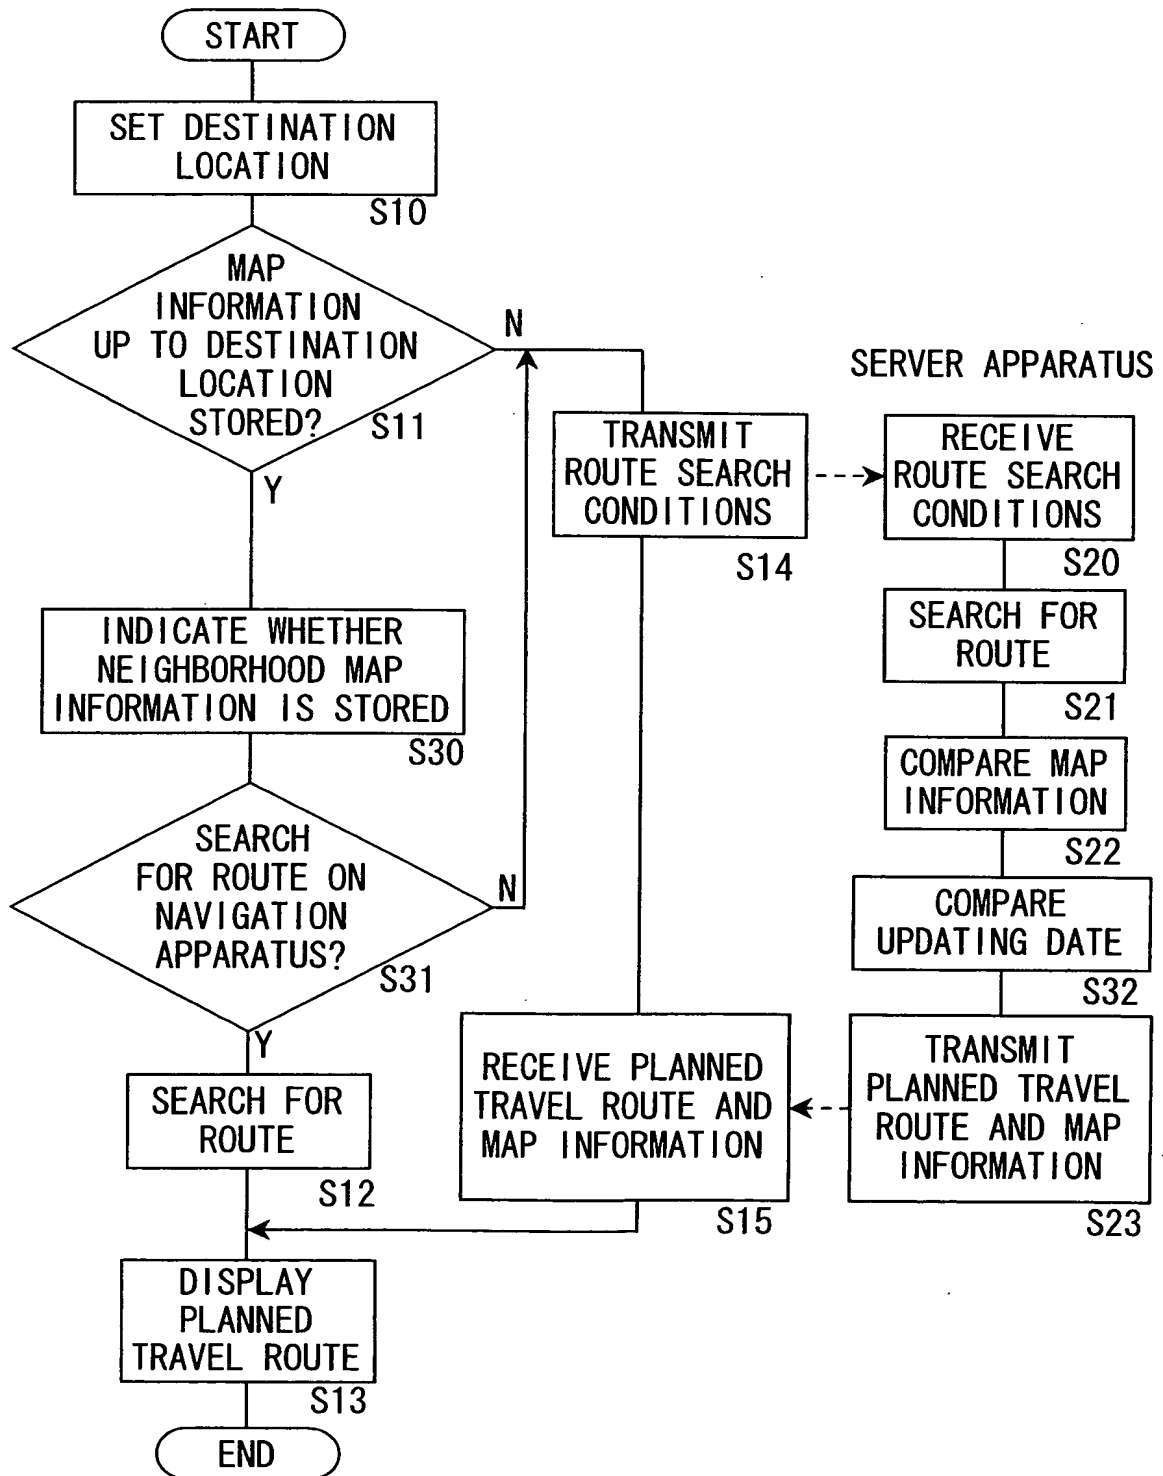 START
SET DESTINATION
LOCATION
S10
MAP
INFORMATION
UP TO DESTINATION
LOCATION
STORED?
S11
N
Y
INDICATE WHETHER
NEIGHBORHOOD MAP
INFORMATION IS STORED
S30
SEARCH
FOR ROUTE ON
NAVIGATION
APPARATUS?
S31
N
Y
SEARCH FOR
ROUTE
S12
DISPLAY
PLANNED
TRAVEL ROUTE
S13
END
TRANSMIT
ROUTE SEARCH
CONDITIONS
S14
RECEIVE PLANNED
TRAVEL ROUTE AND
MAP INFORMATION
S15
SERVER APPARATUS
RECEIVE
ROUTE SEARCH
CONDITIONS
S20
SEARCH FOR
ROUTE
S21
COMPARE MAP
INFORMATION
S22
COMPARE
UPDATING DATE
S32
TRANSMIT
PLANNED TRAVEL
ROUTE AND MAP
INFORMATION
S23